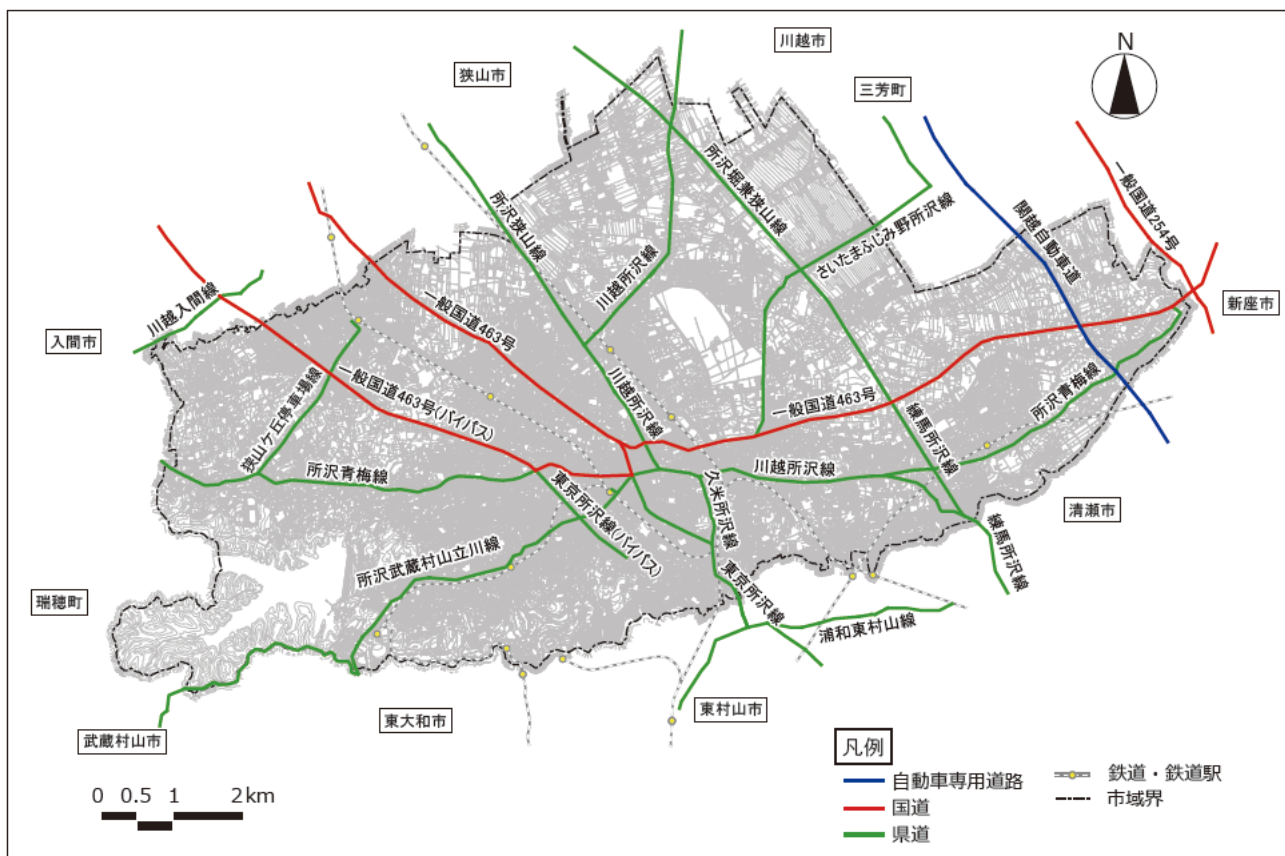 川越市
N
狭山市
三芳町
一般国道254号
所沢堀兼狭山線
関越自動車道
所沢狭山線
さいたまふじみ野所沢線
川越所沢線
新座市
川越入間線
一般国道463号
入間市
一般国道463号(バイパス)
川越所沢線
所沢青梅線
狭山ケ丘停車場線
一般国道463号
練馬所沢線
川越所沢線
所沢青梅線
久米所沢線
東京所沢線(バイパス)
清瀬市
練馬所沢線
所沢武蔵村山立川線
東京所沢線
瑞穂町
浦和東村山線
東村山市
東大和市
武蔵村山市
凡例
自動車専用道路
鉄道・鉄道駅
国道
市域界
県道
0 0.5 1 2km